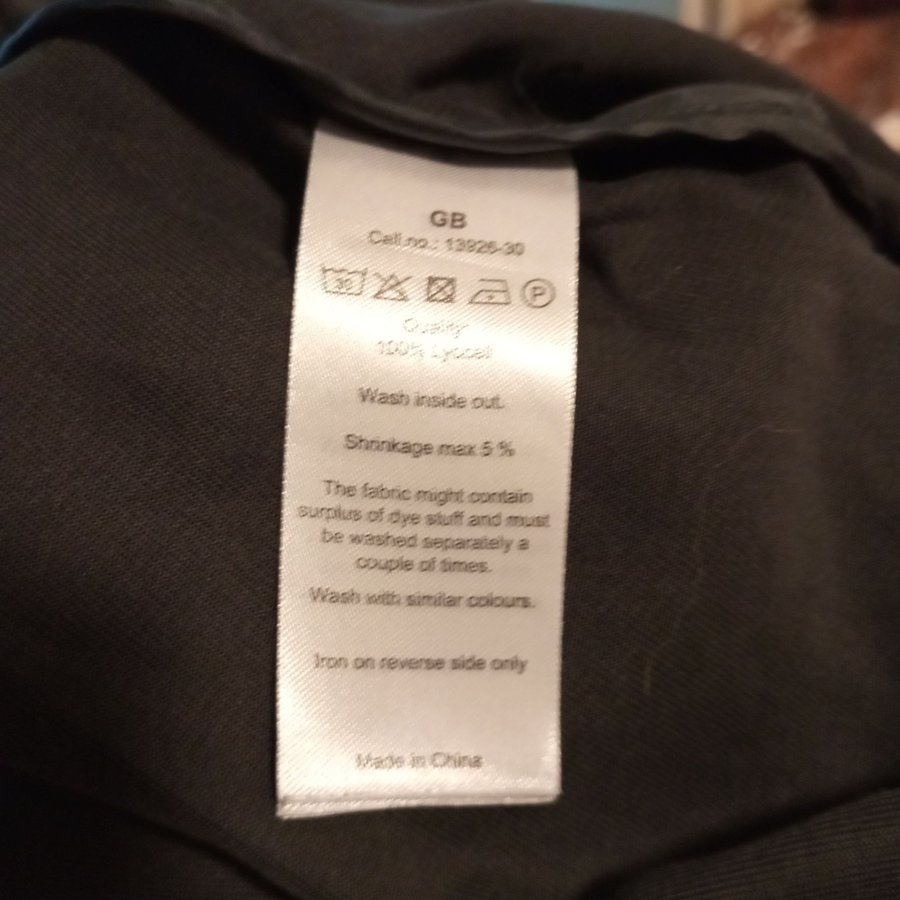 GB
Call.no.: 13926-30
30
P
Quality:
100% Lyocell
Wash inside out.
Shrinkage max 5 %
The fabric might contain
surplus of dye stuff and must
be washed separately a
couple of times.
Wash with similar colours.
Iron on reverse side only
Made in China